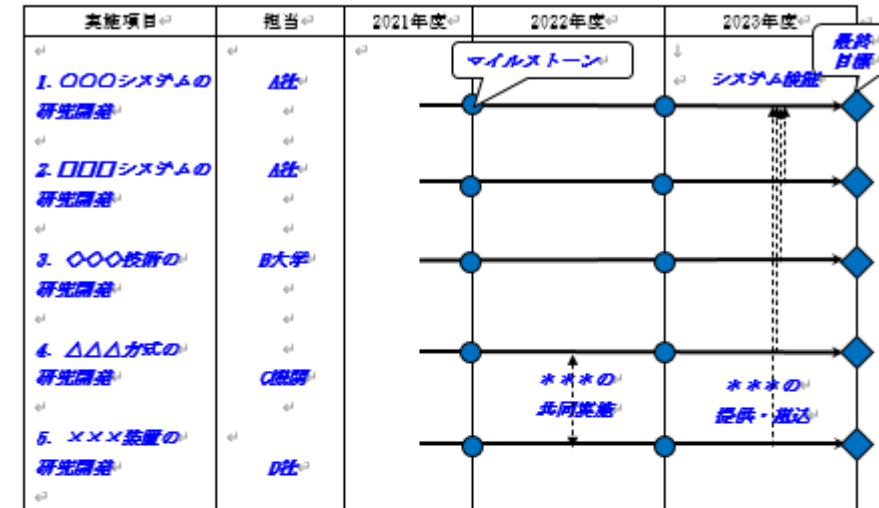 実施項目 担当 2021年度 2022年度 2023年度
最終
目標
マイルストーン
1. 〇〇〇システムの A社 システム検証
研究開発
2. □□□システムの A社
研究開発
3. ◇◇◇技術の B大学
研究開発
4. △△△方式の
研究開発 C機関 ***の ***の
共同実施 提供・
5. ×××装置の
研究開発 D社